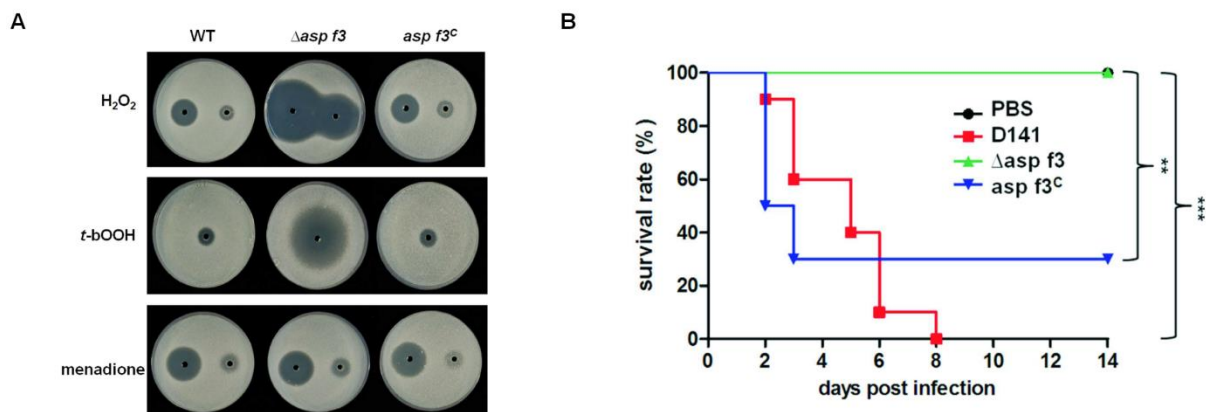 A
WT Δasp f3 asp f3ᶜ
H₂O₂
t-bOOH
menadione
B
survival rate (%)
100
80
60
40
20
0
0 2 4 6 8 10 12 14
days post infection
PBS
D141
Δasp f3
asp f3ᶜ
**
***